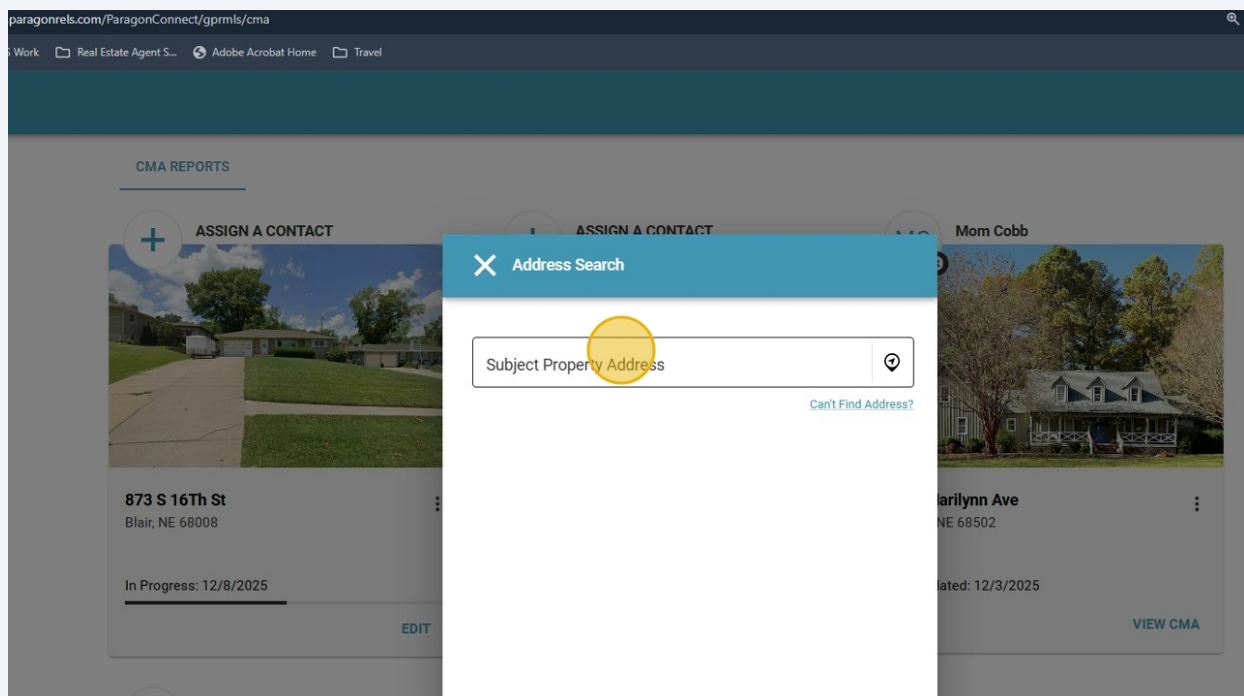 paragonrels.com/ParagonConnect/gprmls/cma
Work Real Estate Agent S... Adobe Acrobat Home Travel
CMA REPORTS
ASSIGN A CONTACT
ASSIGN A CONTACT
Mom Cobb
Address Search
Subject Property Address
Can't Find Address?
873 S 16Th St
Blair, NE 68008
In Progress: 12/8/2025
EDIT
arilynn Ave
NE 68502
ated: 12/3/2025
VIEW CMA